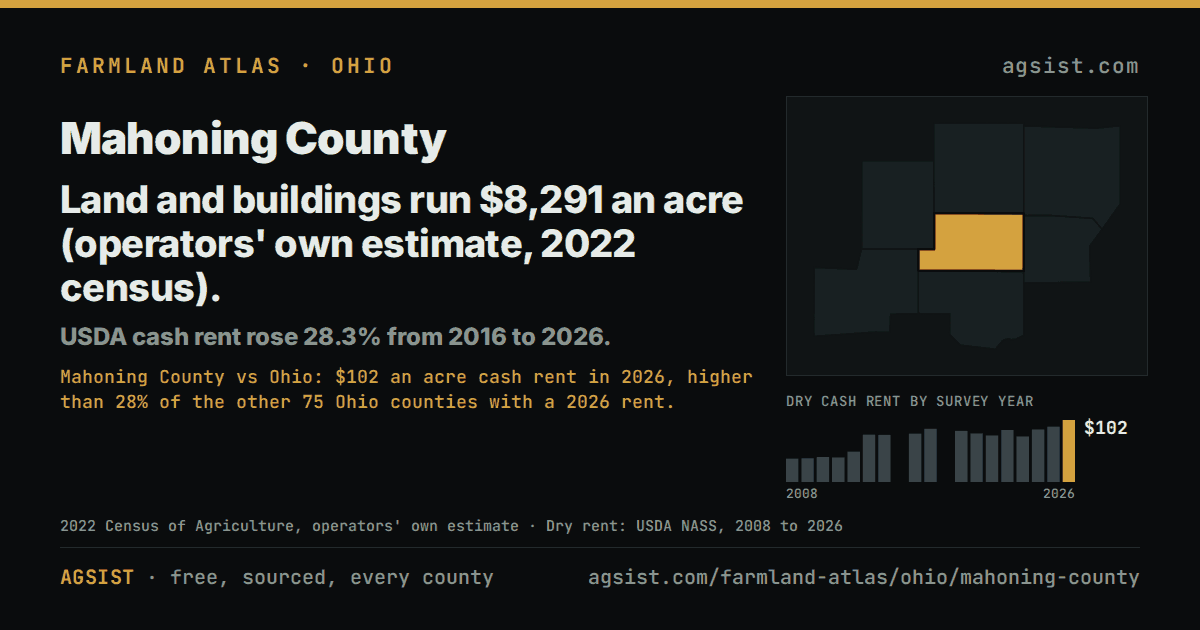 FARMLAND ATLAS · OHIO
agsist.com
Mahoning County
Land and buildings run $8,291 an acre
(operators' own estimate, 2022
census).
USDA cash rent rose 28.3% from 2016 to 2026.
Mahoning County vs Ohio: $102 an acre cash rent in 2026, higher
than 28% of the other 75 Ohio counties with a 2026 rent.
DRY CASH RENT BY SURVEY YEAR
$102
2008
2026
2022 Census of Agriculture, operators' own estimate · Dry rent: USDA NASS, 2008 to 2026
AGSIST · free, sourced, every county
agsist.com/farmland-atlas/ohio/mahoning-county